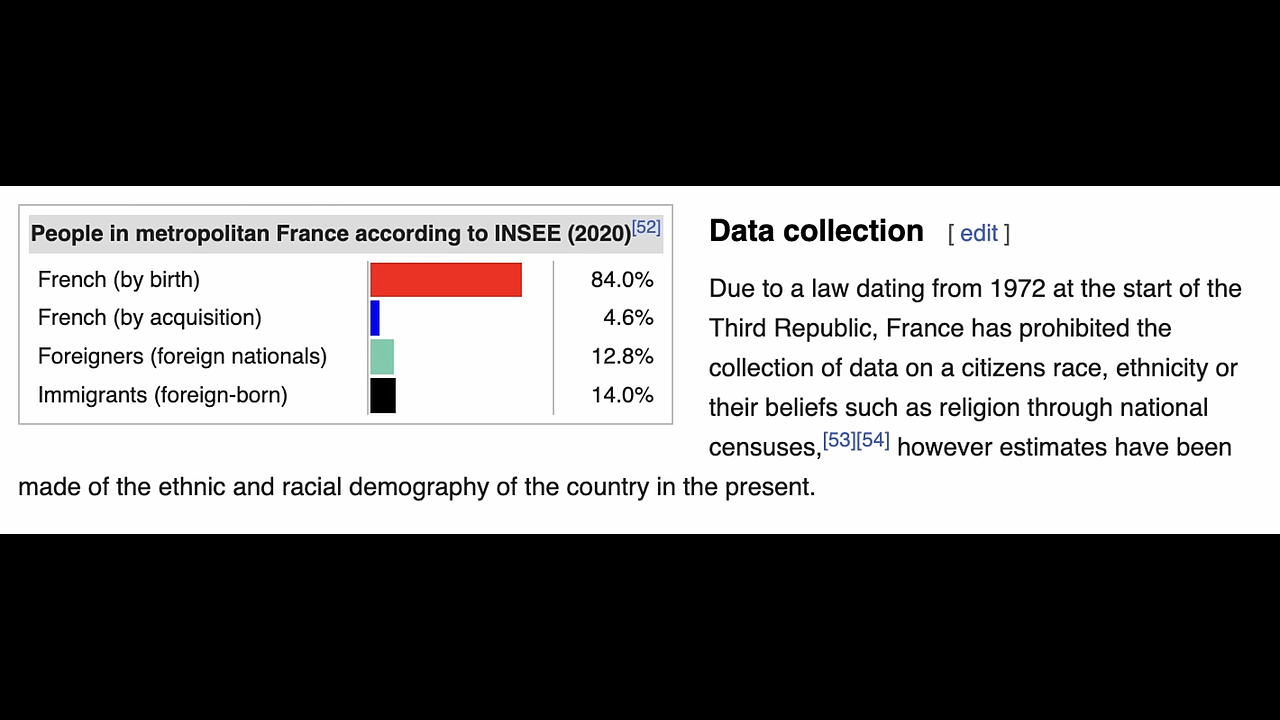 People in metropolitan France according to INSEE (2020)[52]
French (by birth) 84.0%
French (by acquisition) 4.6%
Foreigners (foreign nationals) 12.8%
Immigrants (foreign-born) 14.0%
Data collection [ edit ]
Due to a law dating from 1972 at the start of the
Third Republic, France has prohibited the
collection of data on a citizens race, ethnicity or
their beliefs such as religion through national
censuses,[53][54] however estimates have been
made of the ethnic and racial demography of the country in the present.